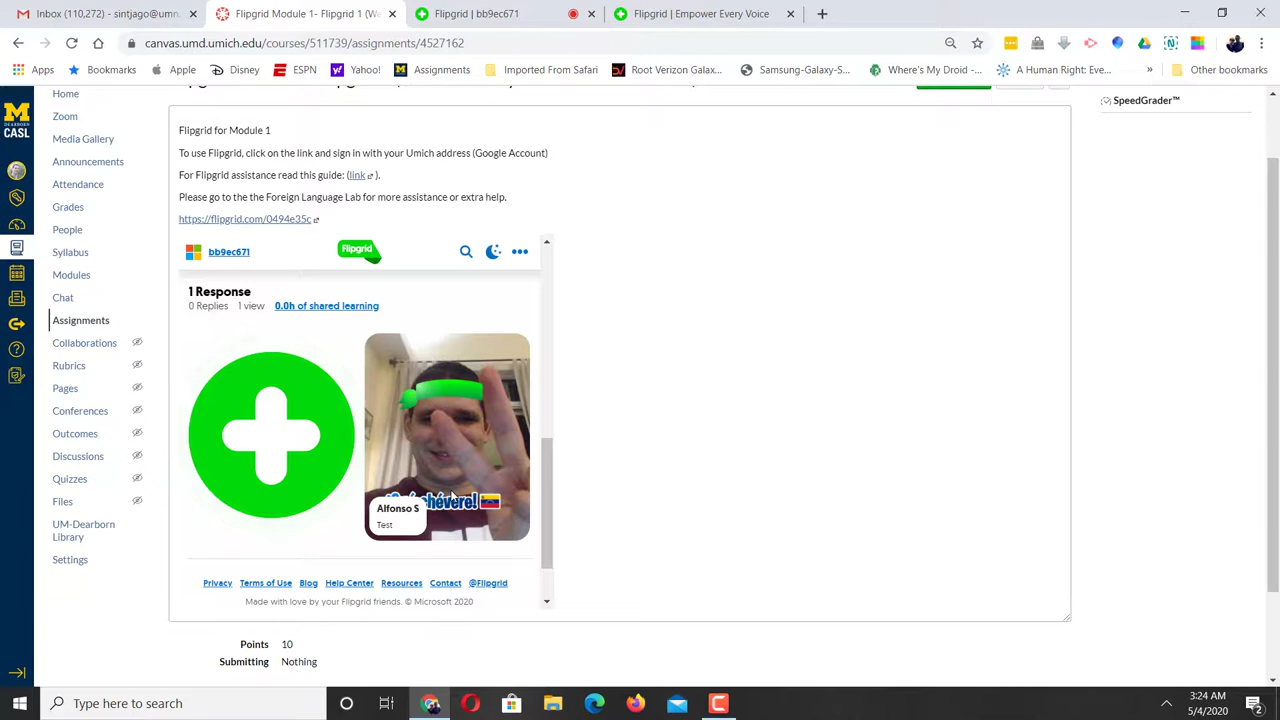 Inbox (110,272) - sintjago@umn
Flipgrid Module 1- Flipgrid 1 (We
Flipgrid | bb9ec671
Flipgrid | Empower Every Voice
canvas.umd.umich.edu/courses/511739/assignments/4527162
Apps
Bookmarks
Apple
Disney
ESPN
Yahoo!
Assignments
Imported From Safari
Root Verizon Galax...
Samsung-Galaxy-S...
Where's My Droid -...
A Human Right: Eve...
»
Other bookmarks
M
DEARBORN
CASL
Home
Zoom
Media Gallery
Announcements
Attendance
Grades
People
Syllabus
Modules
Chat
Assignments
Collaborations
Rubrics
Pages
Conferences
Outcomes
Discussions
Quizzes
Files
UM-Dearborn
Library
Settings
Flipgrid for Module 1
To use Flipgrid, click on the link and sign in with your Umich address (Google Account)
For Flipgrid assistance read this guide: (link ).
Please go to the the Foreign Language Lab for more assistance or extra help.
https://flipgrid.com/0494e35c
bb9ec671
Flipgrid
1 Response
0 Replies 1 view 0.0h of shared learning
chévere!
Alfonso S
Test
Privacy Terms of Use Blog Help Center Resources Contact @Flipgrid
Made with love by your Flipgrid friends. © Microsoft 2020
Points 10
Submitting Nothing
SpeedGrader™
Type here to search
3:24 AM
5/4/2020
2